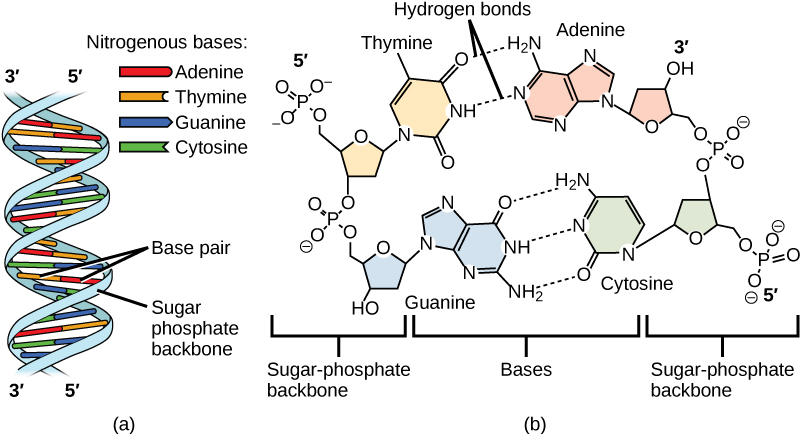 Nitrogenous bases:
Adenine
Thymine
Guanine
Cytosine
3′ 5′
Base pair
Sugar
phosphate
backbone
3′ 5′
(a)
Hydrogen bonds
Thymine
Adenine
5′
3′
O
H₂N
N
OH
O⁻
O
P
⁻O
O
NH
N
N
N
N
O
O
N
O
O
O
P
O
⊖
O
O
P
O
O
⊖
O
N
O
H₂N
N
NH
N
N
N
NH₂
O
N
O
O
P
O
O
⊖
⊖
5′
HO
Guanine
Cytosine
Sugar-phosphate
backbone
Bases
Sugar-phosphate
backbone
(b)